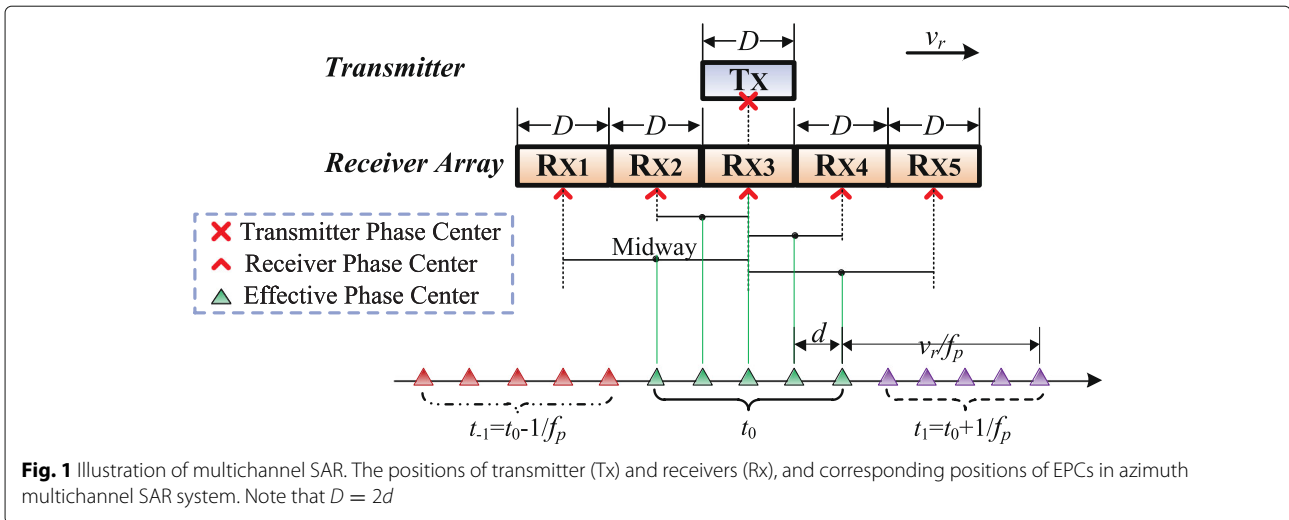 D
v_r
Transmitter
Tx
D
D
D
D
Receiver Array
Rx1
Rx2
Rx3
Rx4
Rx5
Transmitter Phase Center
Receiver Phase Center
Effective Phase Center
Midway
d
v_r/f_p
t_{-1}=t_0-1/f_p
t_0
t_1=t_0+1/f_p
Fig. 1 Illustration of multichannel SAR. The positions of transmitter (Tx) and receivers (Rx), and corresponding positions of EPCs in azimuth
multichannel SAR system. Note that D = 2d